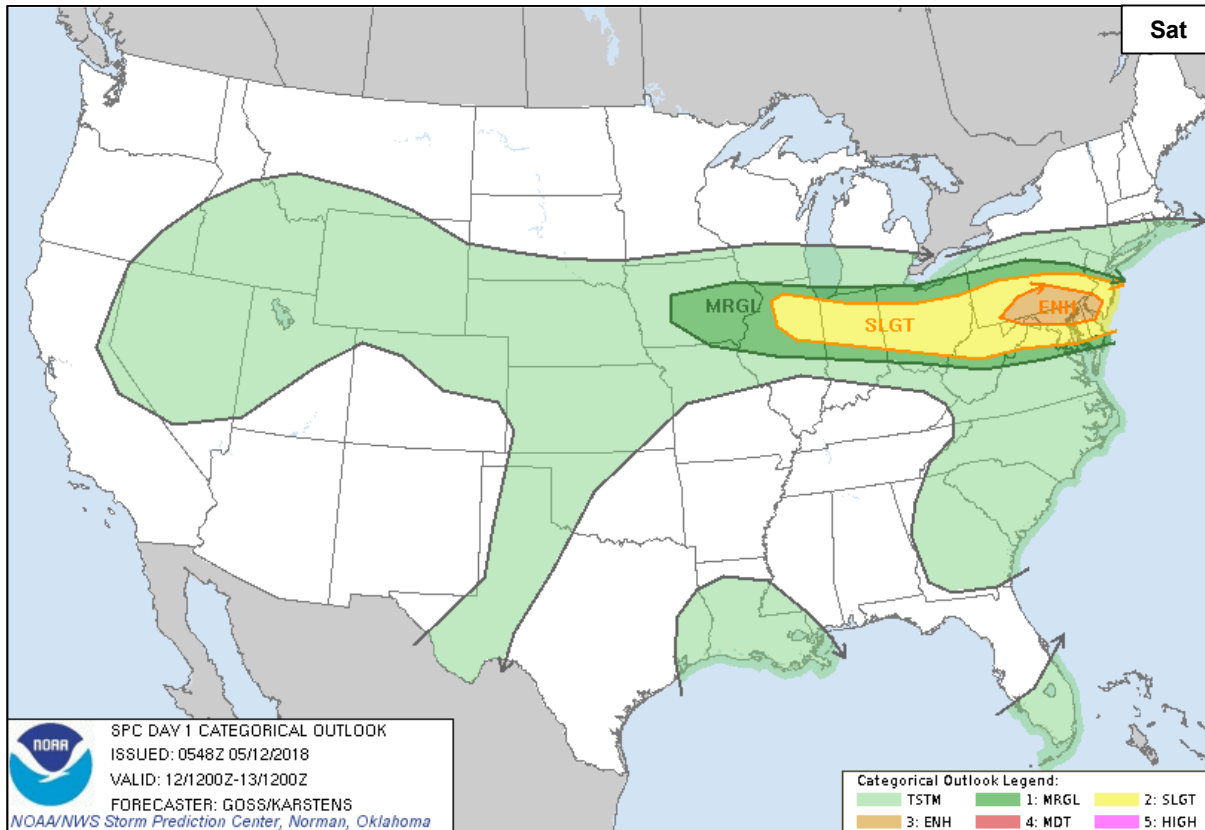 Sat
MRGL
SLGT
ENH
NOAA
SPC DAY 1 CATEGORICAL OUTLOOK
ISSUED: 0548Z 05/12/2018
VALID: 12/1200Z-13/1200Z
FORECASTER: GOSS/KARSTENS
NOAA/NWS Storm Prediction Center, Norman, Oklahoma
Categorical Outlook Legend:
TSTM 1: MRGL 2: SLGT
3: ENH 4: MDT 5: HIGH